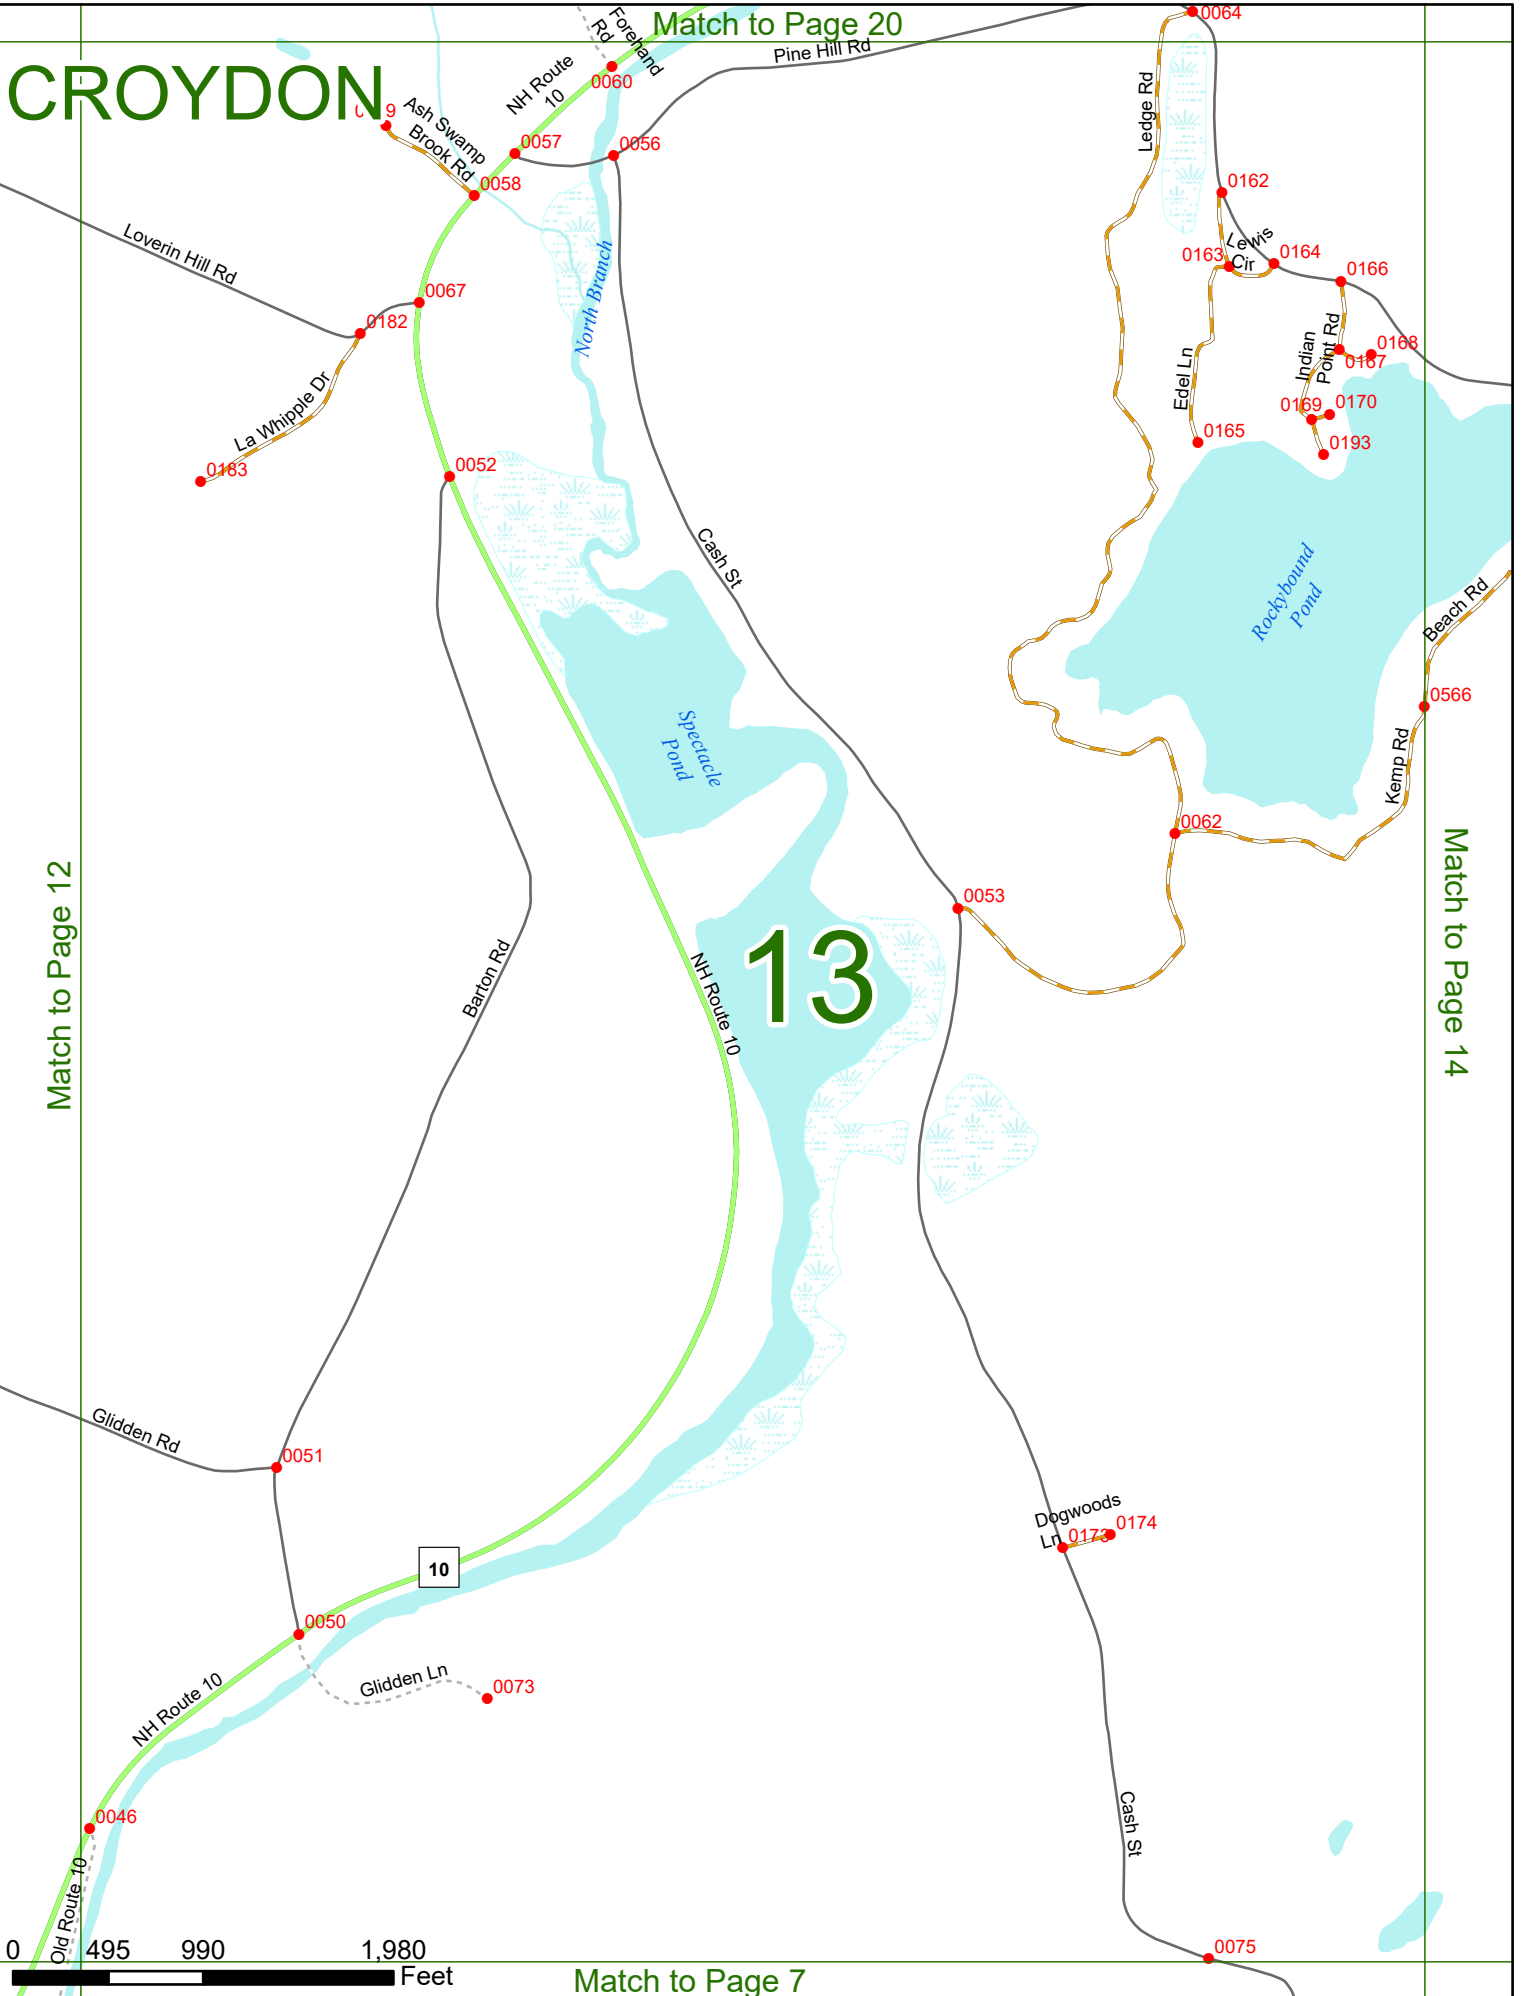 Match to Page 20
CROYDON
Forehand
Rd
0064
Pine Hill Rd
NH Route
10
0060
Ledge Rd
Ash Swamp
Brook Rd
0057
0056
0058
0162
Loverin Hill Rd
North Branch
Lewis
Cir
0163
0164
0166
0067
0182
Indian
Point Rd
0168
0167
La Whipple Dr
Edel Ln
0169
0170
0165
0193
0183
0052
Cash St
Rockybound
Pond
Beach Rd
0566
Spectacle
Pond
Kemp Rd
0062
Match to Page 12
Match to Page 14
0053
13
Barton Rd
NH Route 10
Glidden Rd
0051
Dogwoods
Ln
0173
0174
10
0050
Glidden Ln
0073
NH Route 10
Cash St
0046
Old Route 10
0075
0 495 990 1,980
Feet
Match to Page 7